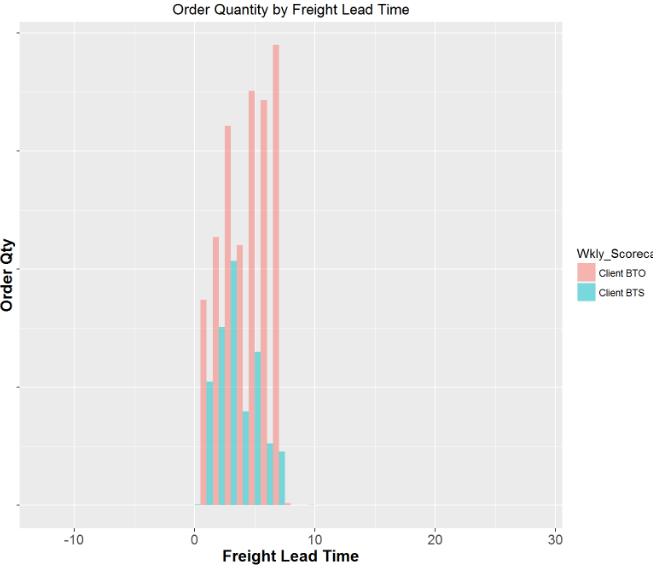 Order Quantity by Freight Lead Time
Order Qty
Wkly_Scoreca
Client BTO
Client BTS
-10
0
10
20
30
Freight Lead Time